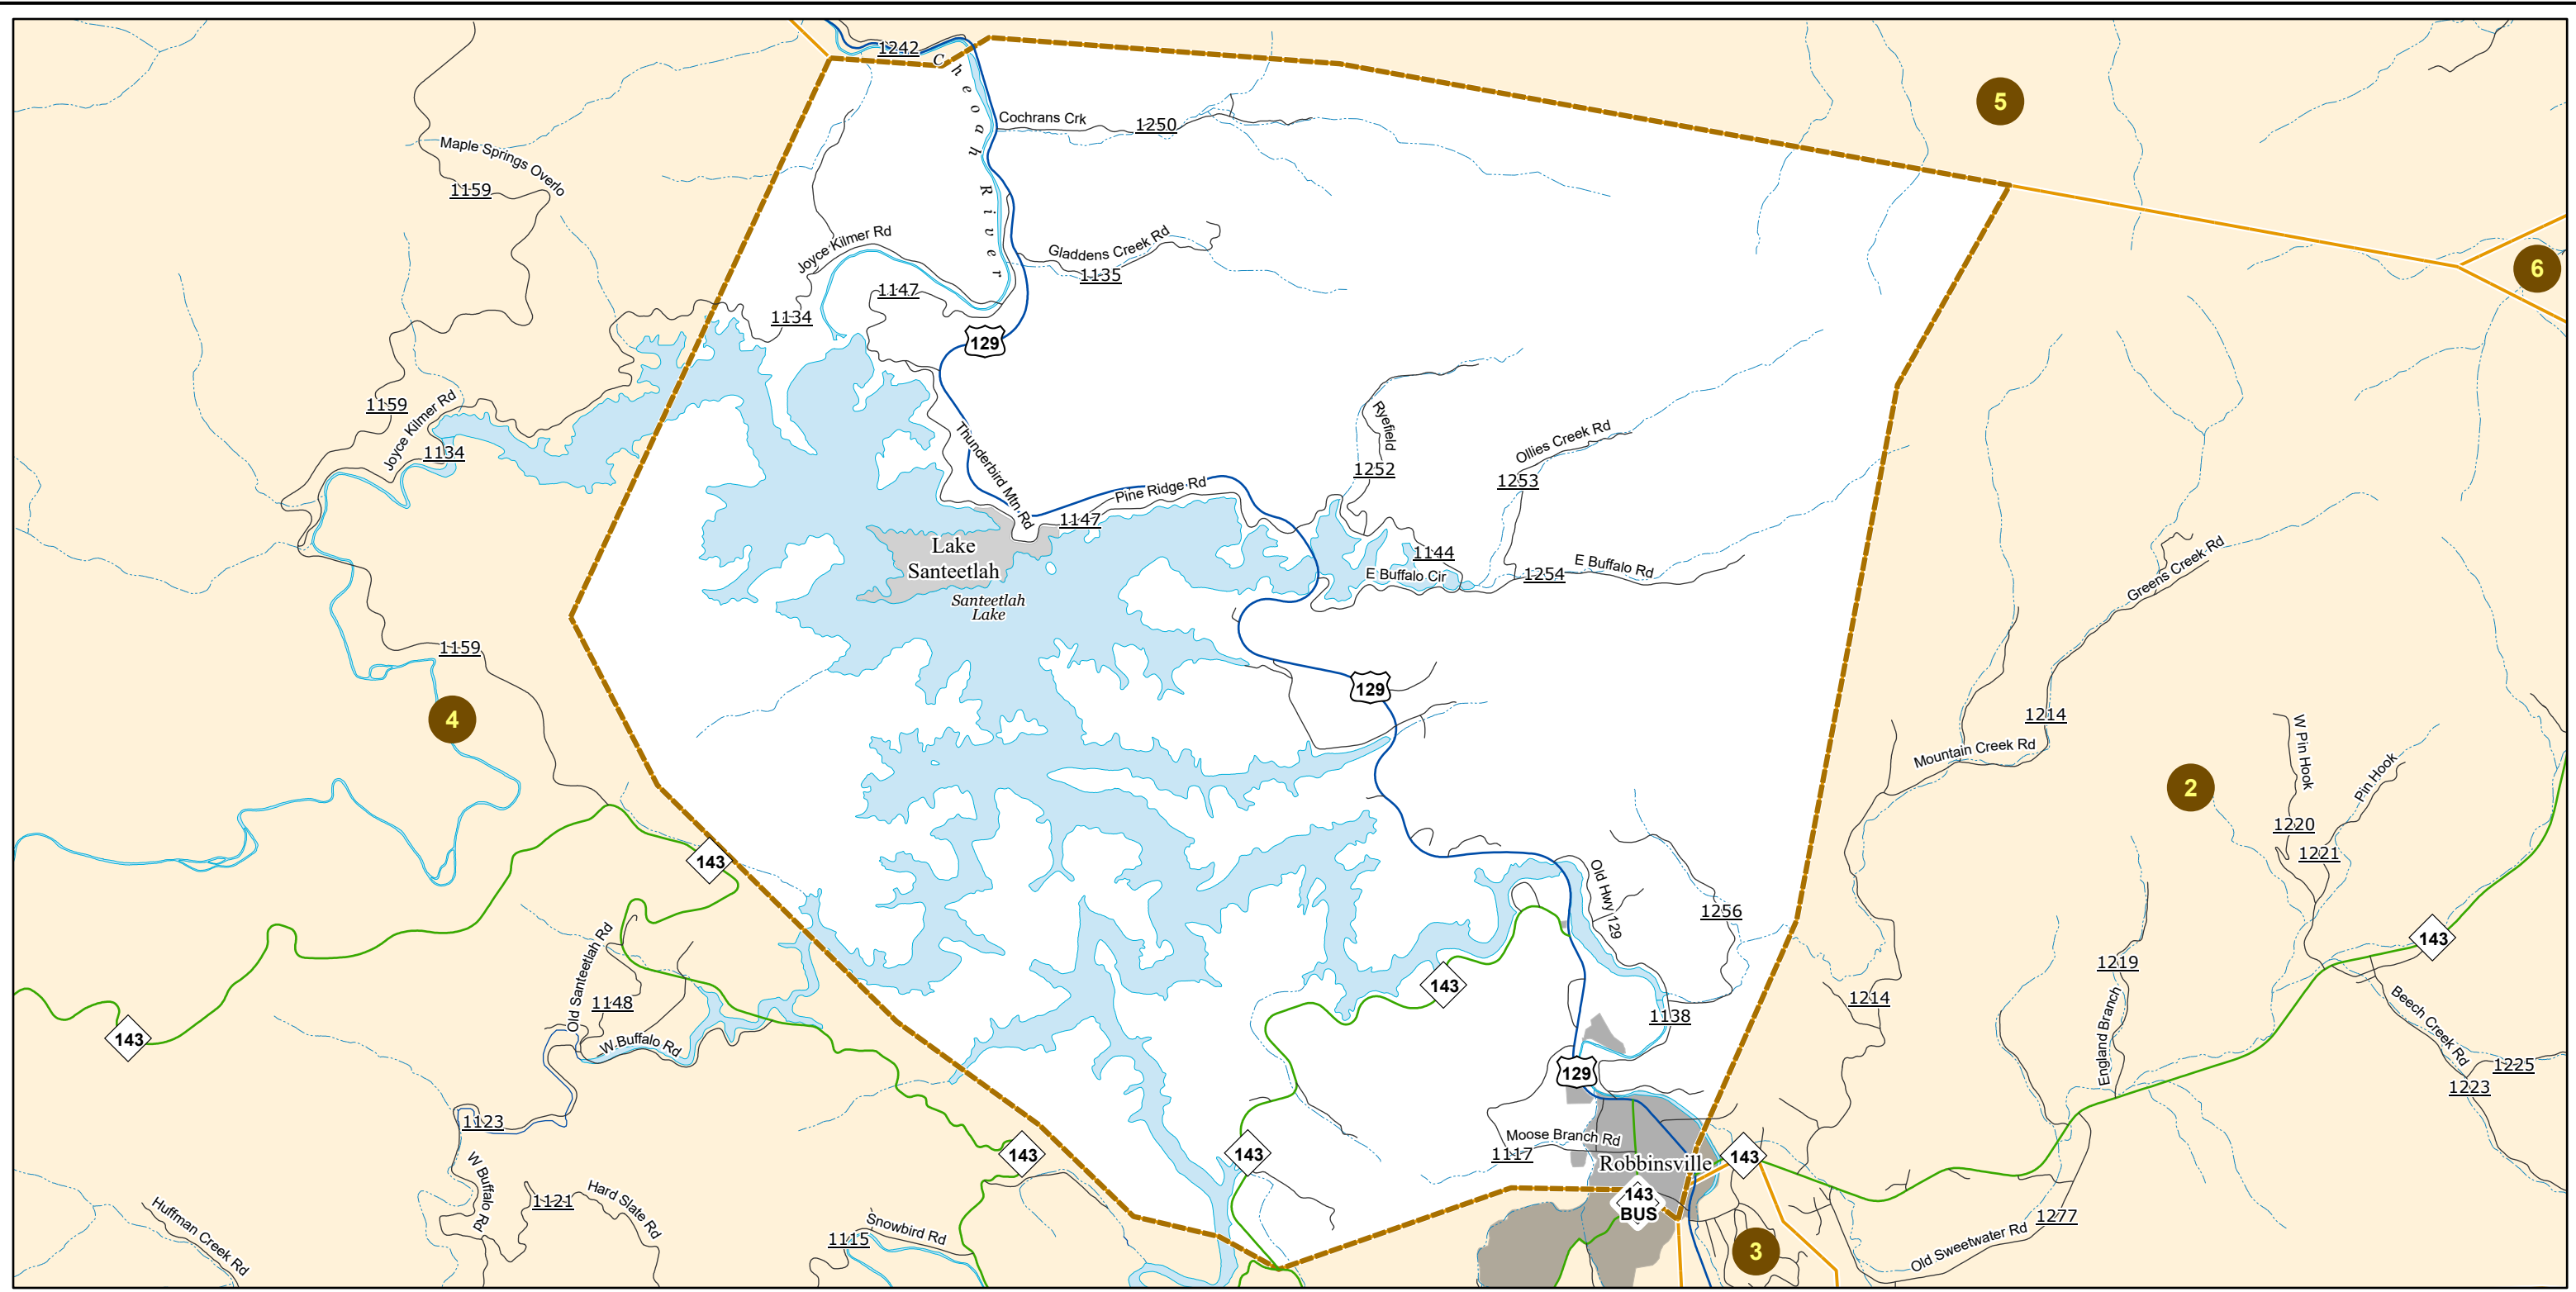 1242
Cheoah River
5
Cochrans Crk
1250
Maple Springs Overlo
1159
Joyce Kilmer Rd
Gladdens Creek Rd
1135
6
1147
1134
129
1159
Joyce Kilmer Rd
1134
Thunderbird Mtn Rd
Ryefield
1252
Ollies Creek Rd
1253
Pine Ridge Rd
1147
Lake
Santeetlah
Santeetlah
Lake
1144
E Buffalo Cir
1254
E Buffalo Rd
Greens Creek Rd
1159
129
4
1214
Mountain Creek Rd
W Pin Hook
Pin Hook
2
1220
1221
143
Old Hwy 129
1256
143
Old Santeetlah Rd
1148
W Buffalo Rd
143
143
1219
1214
England Branch
Beech Creek Rd
1138
1225
1223
129
1123
W Buffalo Rd
143
143
Moose Branch Rd
1117
Robbinsville
143
143
BUS
1121
Hard Slate Rd
Huffman Creek Rd
Snowbird Rd
1115
3
1277
Old Sweetwater Rd